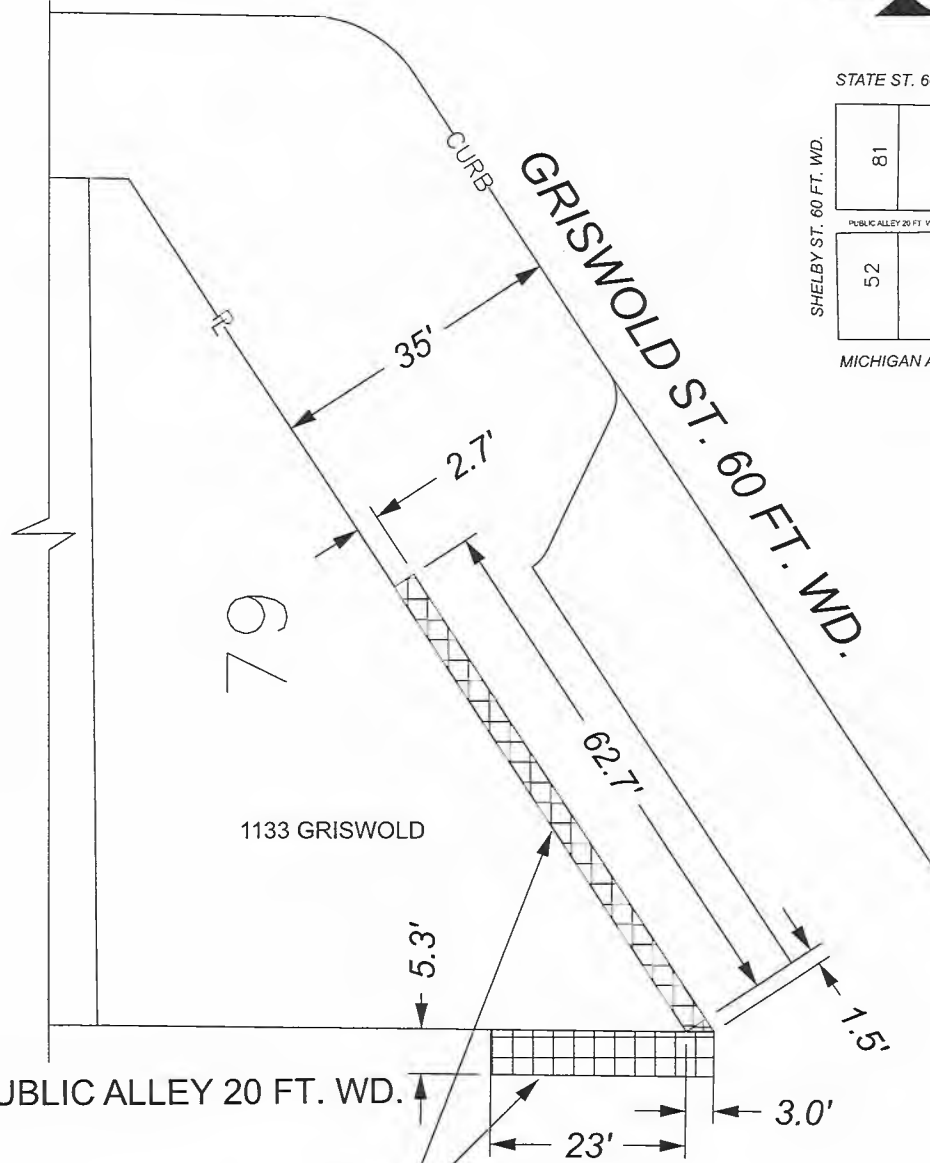 STATE ST. 6
SHELBY ST. 60 FT. WD.
81
PUBLIC ALLEY 20 FT. W
52
MICHIGAN A
CURB
GRISWOLD ST. 60 FT. WD.
PL
35'
2.7'
79
62.7'
1133 GRISWOLD
5.3'
1.5'
UBLIC ALLEY 20 FT. WD.
3.0'
23'